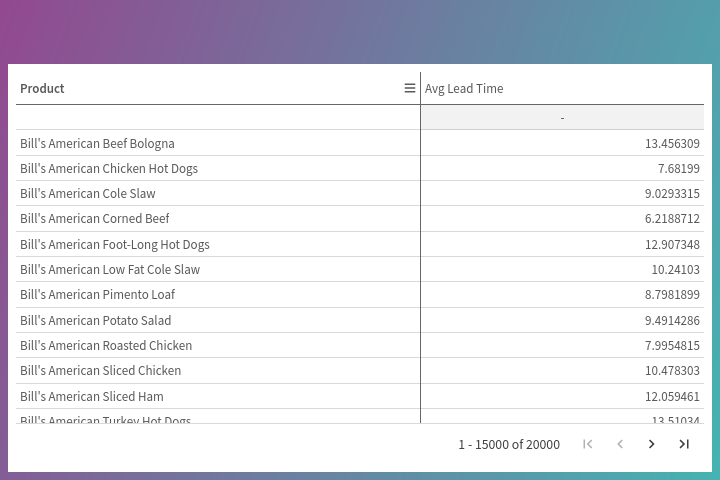 Product Avg Lead Time
-
Bill's American Beef Bologna 13.456309
Bill's American Chicken Hot Dogs 7.68199
Bill's American Cole Slaw 9.0293315
Bill's American Corned Beef 6.2188712
Bill's American Foot-Long Hot Dogs 12.907348
Bill's American Low Fat Cole Slaw 10.24103
Bill's American Pimento Loaf 8.7981899
Bill's American Potato Salad 9.4914286
Bill's American Roasted Chicken 7.9954815
Bill's American Sliced Chicken 10.478303
Bill's American Sliced Ham 12.059461
Bill's American Turkey Hot Dogs 13.51034
1 - 15000 of 20000